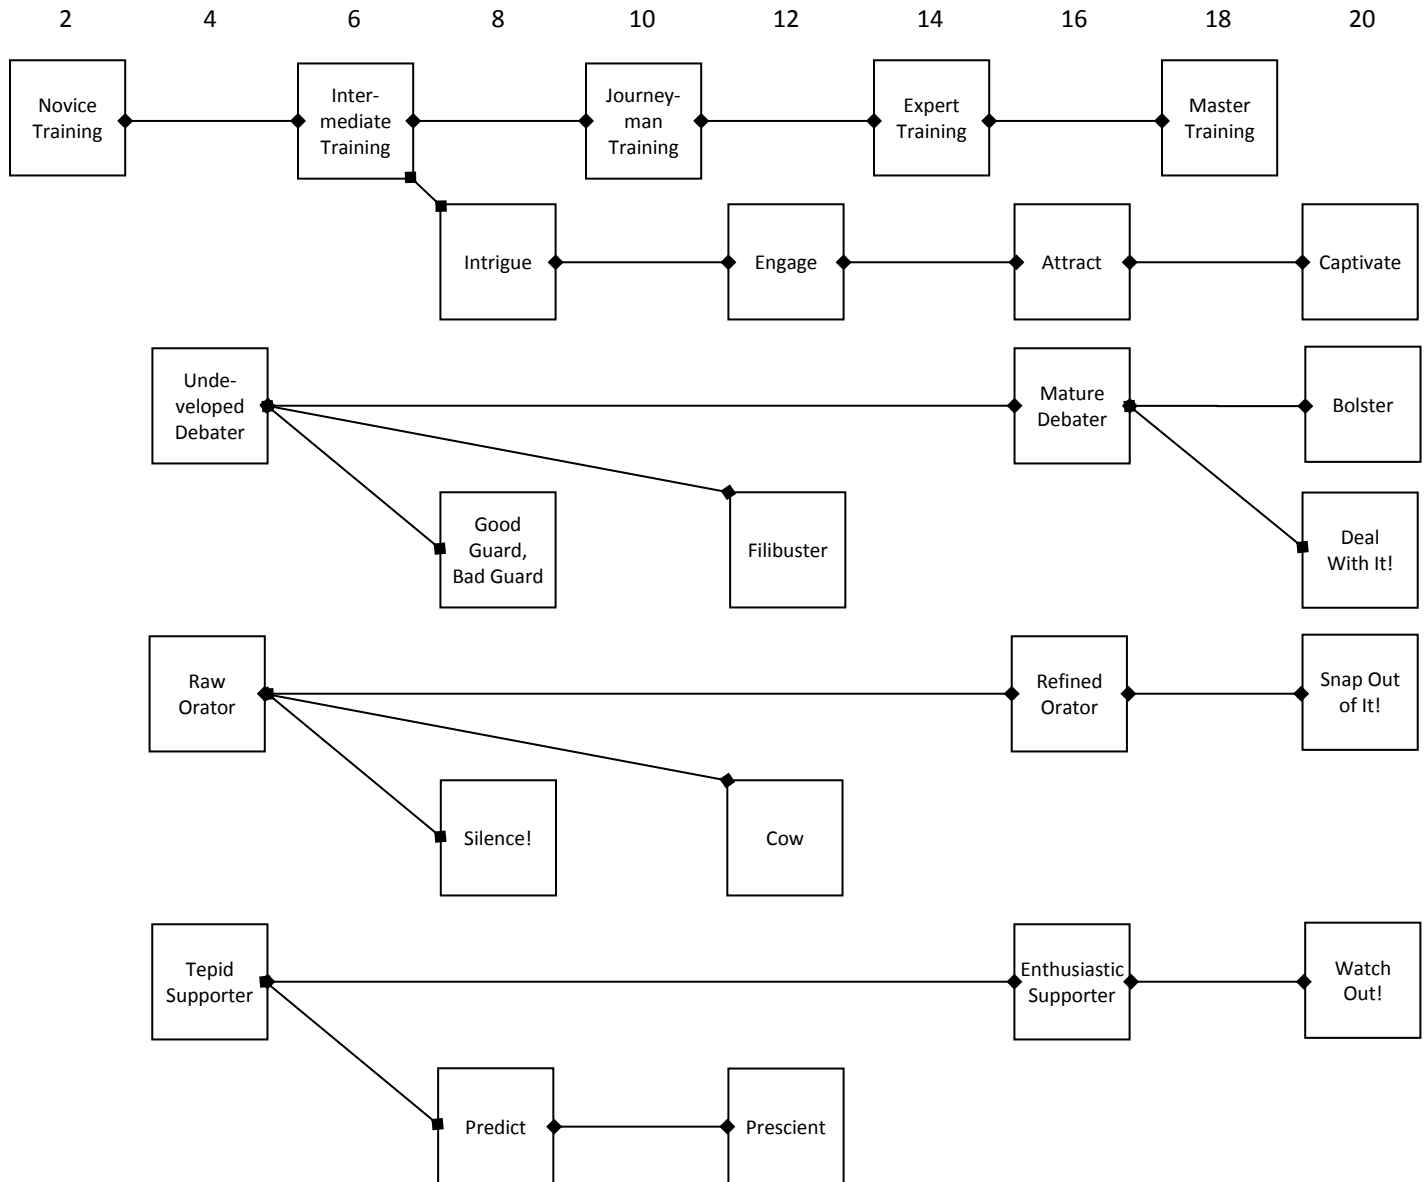 2 4 6 8 10 12 14 16 18 20
Novice
Training
Inter-
mediate
Training
Journey-
man
Training
Expert
Training
Master
Training
Intrigue
Engage
Attract
Captivate
Unde-
veloped
Debater
Mature
Debater
Bolster
Good
Guard,
Bad Guard
Filibuster
Deal
With It!
Raw
Orator
Refined
Orator
Snap Out
of It!
Silence!
Cow
Tepid
Supporter
Enthusiastic
Supporter
Watch
Out!
Predict
Prescient